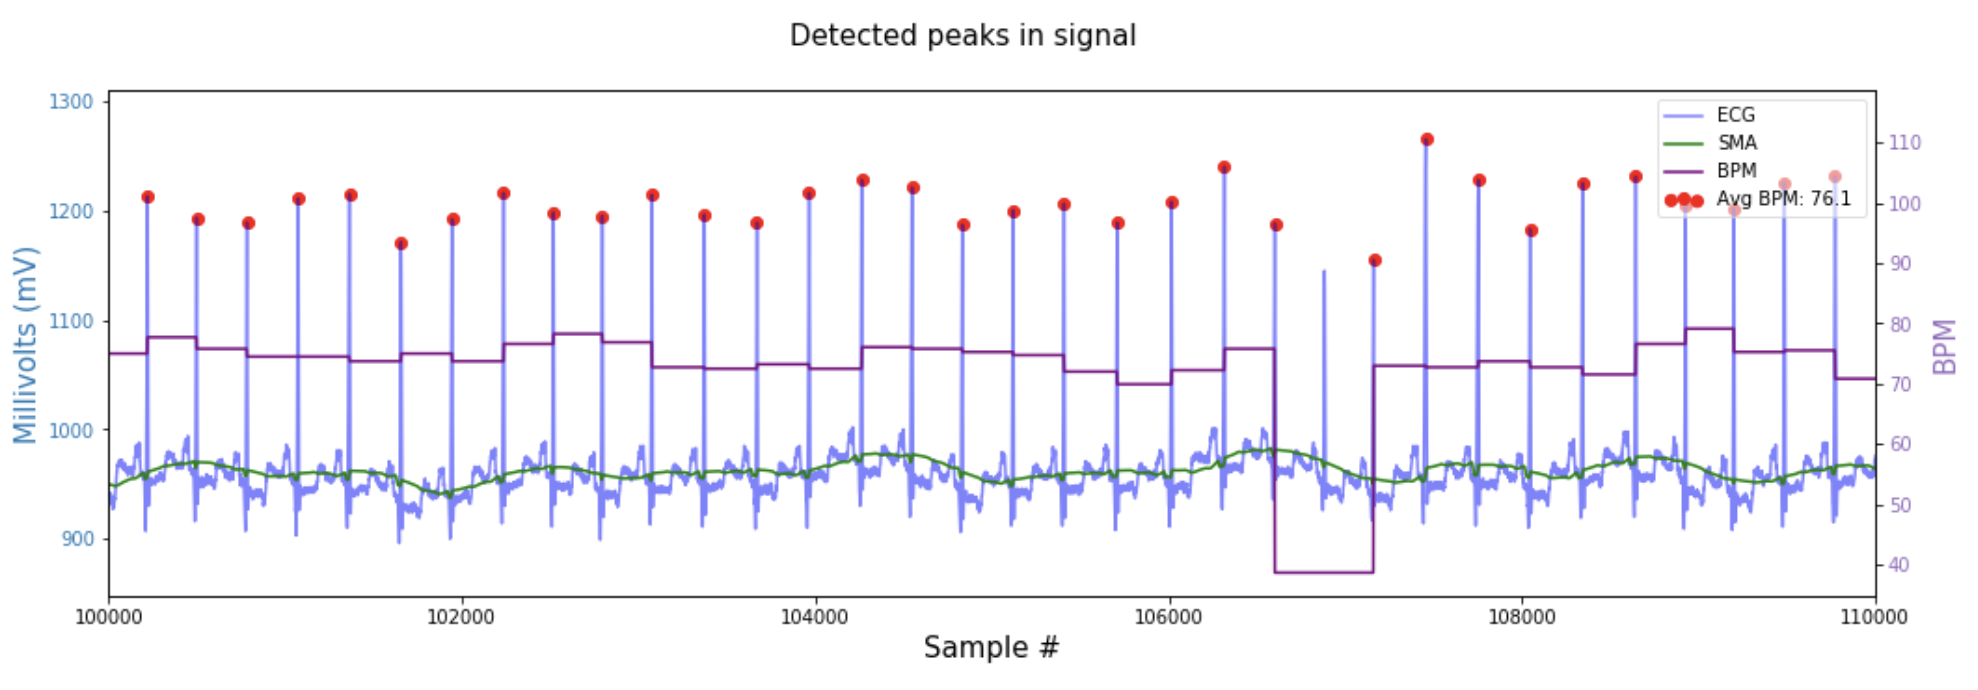 Detected peaks in signal
1300
1200
1100
1000
900
Millivolts (mV)
ECG
SMA
BPM
Avg BPM: 76.1
110
100
90
80
70
60
50
40
BPM
100000 102000 104000 106000 108000 110000
Sample #